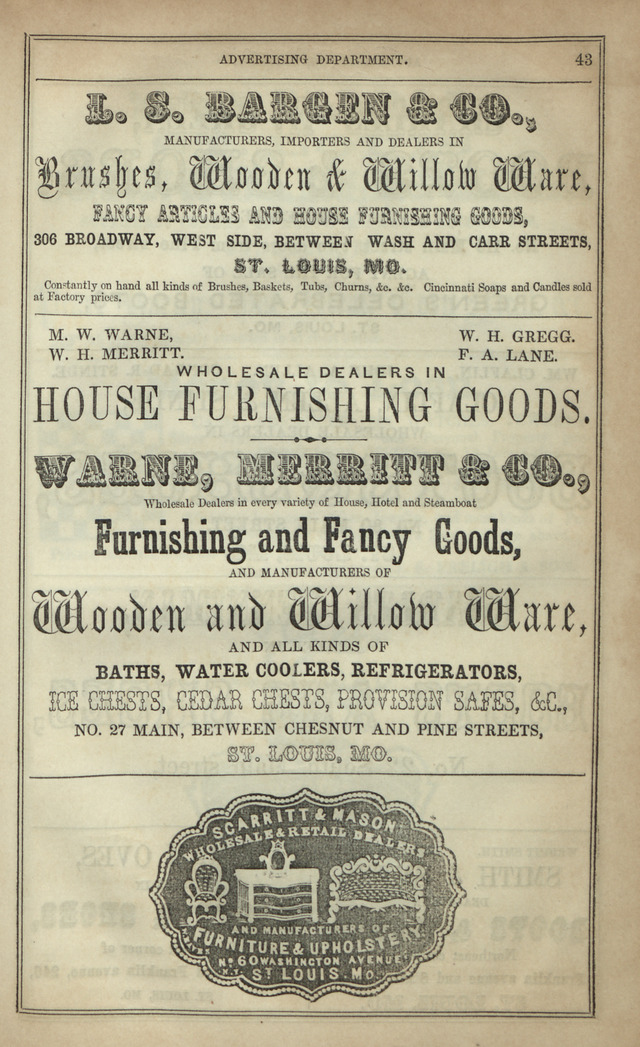 ADVERTISING DEPARTMENT. 43
L. S. BARGEN & CO.,
MANUFACTURERS, IMPORTERS AND DEALERS IN
Brushes, Wooden & Willow Ware,
FANCY ARTICLES AND HOUSE FURNISHING GOODS,
306 BROADWAY, WEST SIDE, BETWEEN WASH AND CARR STREETS,
ST. LOUIS, MO.
Constantly on hand all kinds of Brushes, Baskets, Tubs, Churns, &c. &c. Cincinnati Soaps and Candles sold
at Factory prices.
M. W. WARNE, W. H. GREGG.
W. H. MERRITT. F. A. LANE.
WHOLESALE DEALERS IN
HOUSE FURNISHING GOODS.
WARNE, MERRITT & CO.,
Wholesale Dealers in every variety of House, Hotel and Steamboat
Furnishing and Fancy Goods,
AND MANUFACTURERS OF
Wooden and Willow Ware,
AND ALL KINDS OF
BATHS, WATER COOLERS, REFRIGERATORS,
ICE CHESTS, CEDAR CHESTS, PROVISION SAFES, &C.,
NO. 27 MAIN, BETWEEN CHESNUT AND PINE STREETS,
ST. LOUIS, MO.
SCARRITT & MASON
WHOLESALE & RETAIL DEALERS
AND MANUFACTURERS OF
FURNITURE & UPHOLSTERY
No 60 WASHINGTON AVENUE
ST LOUIS. Mo.